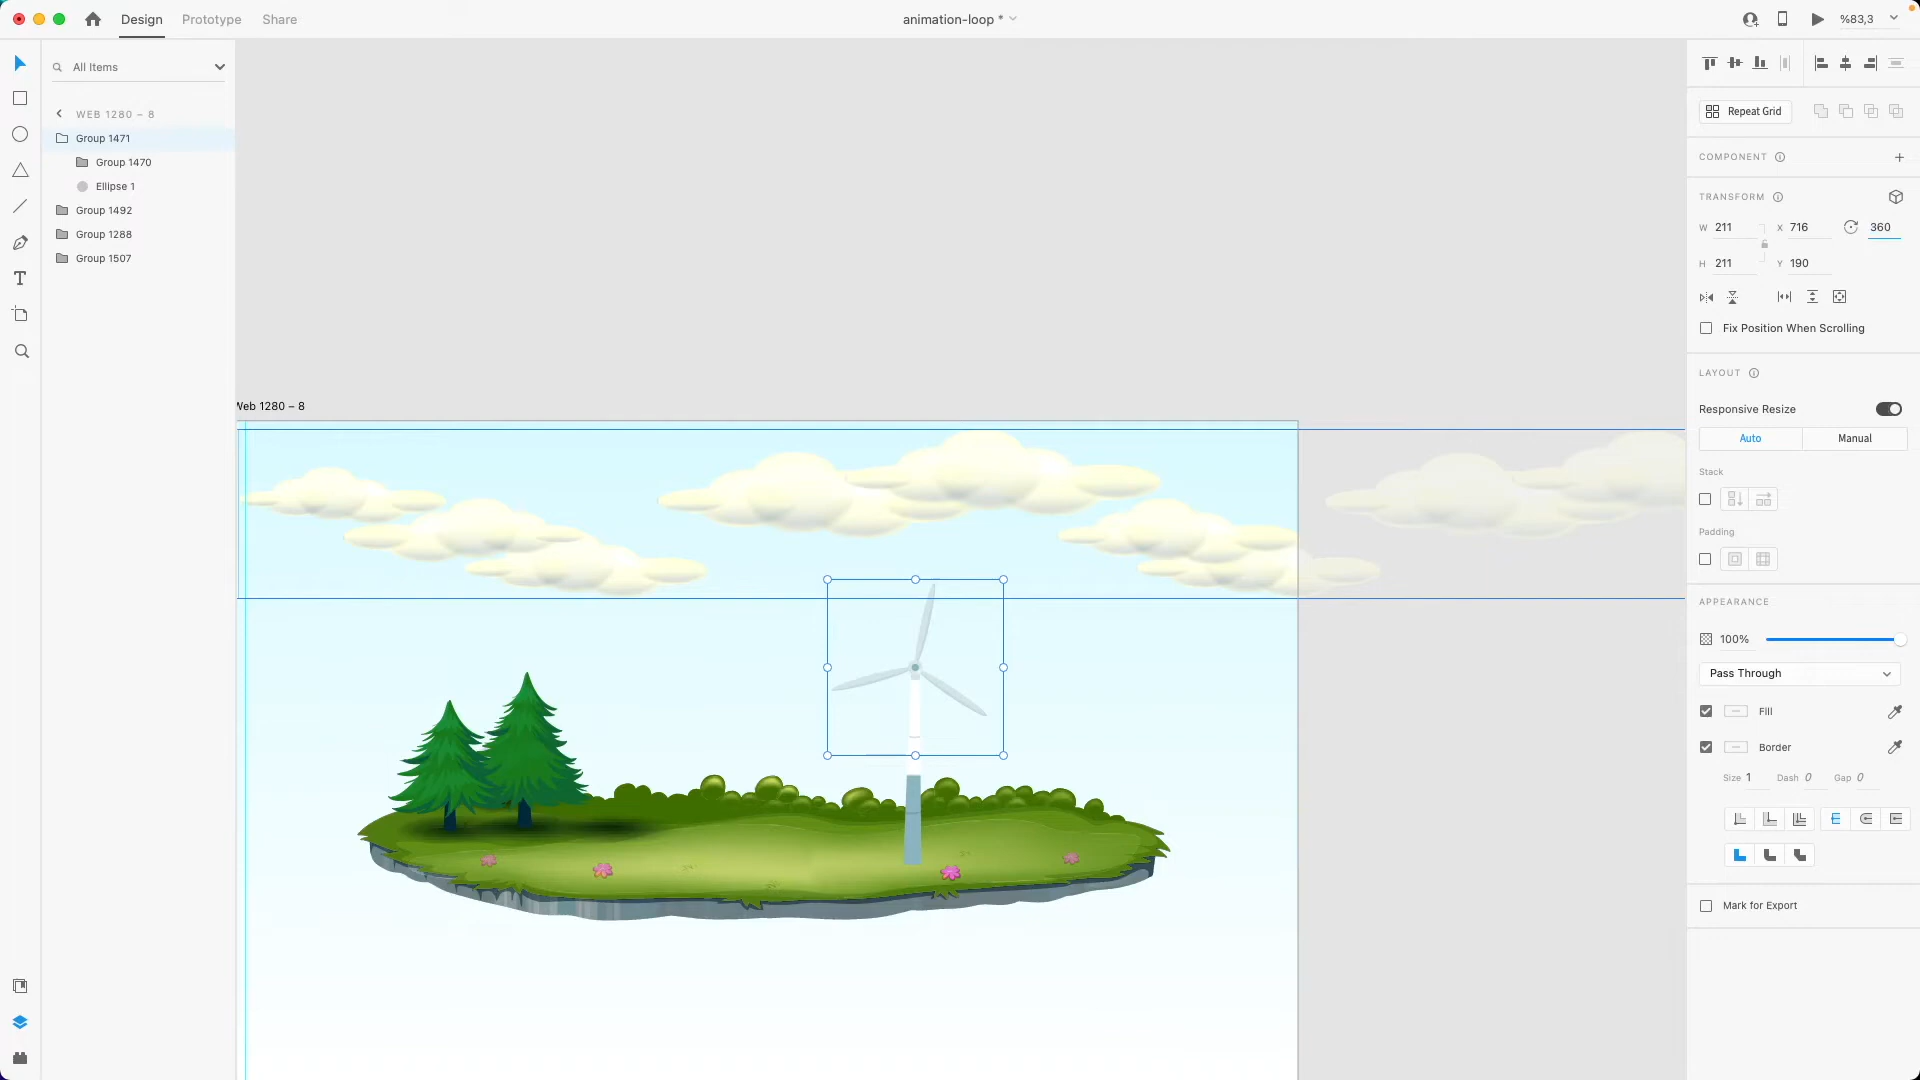 Design
Prototype
Share
animation-loop *
%83,3
All Items
WEB 1280 – 8
Group 1471
Group 1470
Ellipse 1
Group 1492
Group 1288
Group 1507
Web 1280 – 8
Repeat Grid
COMPONENT
TRANSFORM
W 211 X 716 360
H 211 Y 190
Fix Position When Scrolling
LAYOUT
Responsive Resize
Auto Manual
Stack
Padding
APPEARANCE
100%
Pass Through
Fill
Border
Size 1 Dash 0 Gap 0
Mark for Export